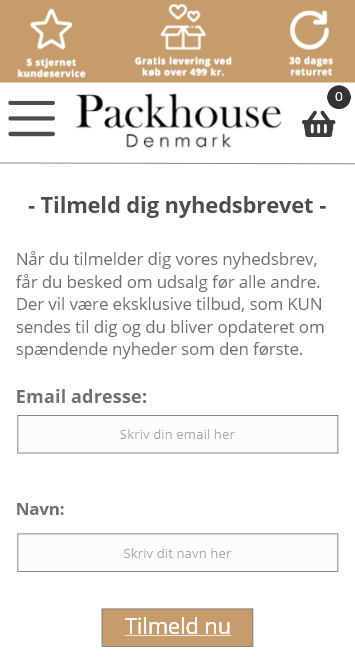 5 stjernet
kundeservice
Gratis levering ved
køb over 499 kr.
30 dages
returret
0
Packhouse
Denmark
- Tilmeld dig nyhedsbrevet -
Når du tilmelder dig vores nyhedsbrev,
får du besked om udsalg før alle andre.
Der vil være eksklusive tilbud, som KUN
sendes til dig og du bliver opdateret om
spændende nyheder som den første.
Email adresse:
Skriv din email her
Navn:
Skriv dit navn her
Tilmeld nu